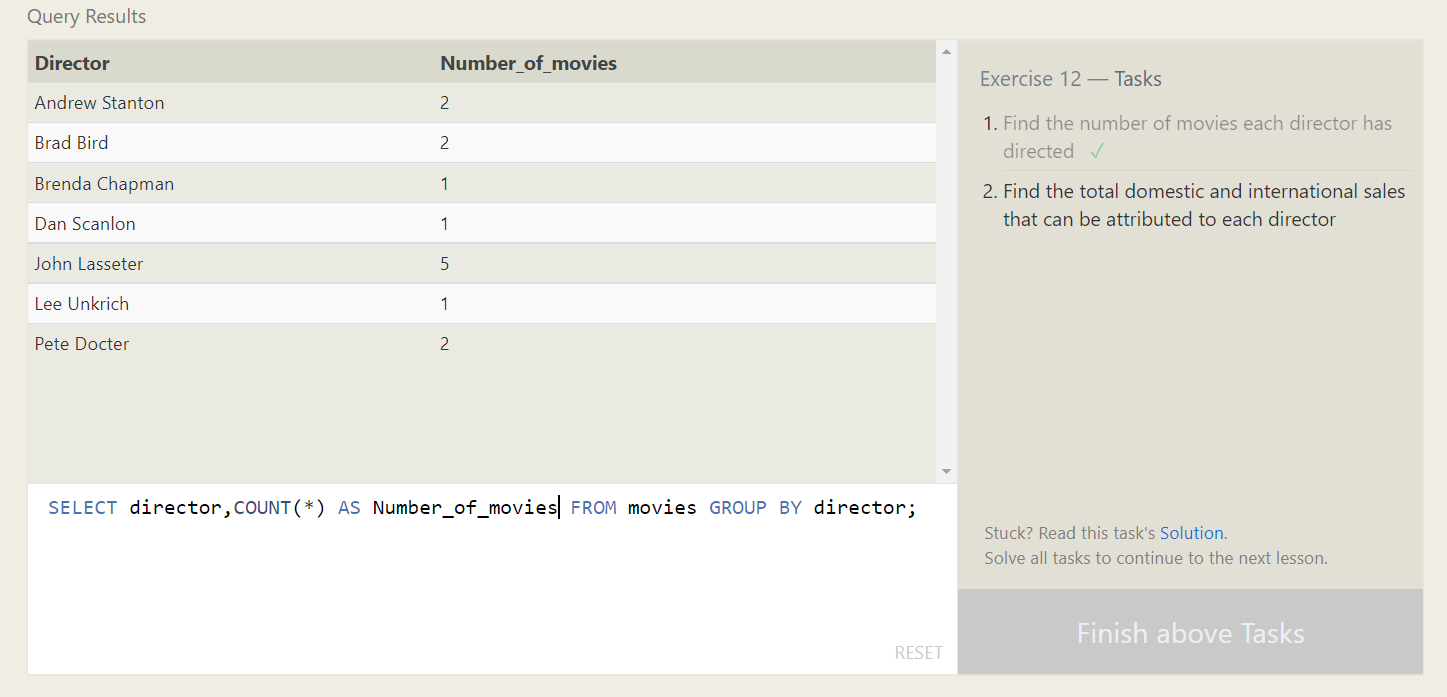 Query Results
Director Number_of_movies
Andrew Stanton 2
Brad Bird 2
Brenda Chapman 1
Dan Scanlon 1
John Lasseter 5
Lee Unkrich 1
Pete Docter 2
SELECT director,COUNT(*) AS Number_of_movies FROM movies GROUP BY director;
RESET
Exercise 12 — Tasks
1. Find the number of movies each director has
directed ✓
2. Find the total domestic and international sales
that can be attributed to each director
Stuck? Read this task's Solution.
Solve all tasks to continue to the next lesson.
Finish above Tasks